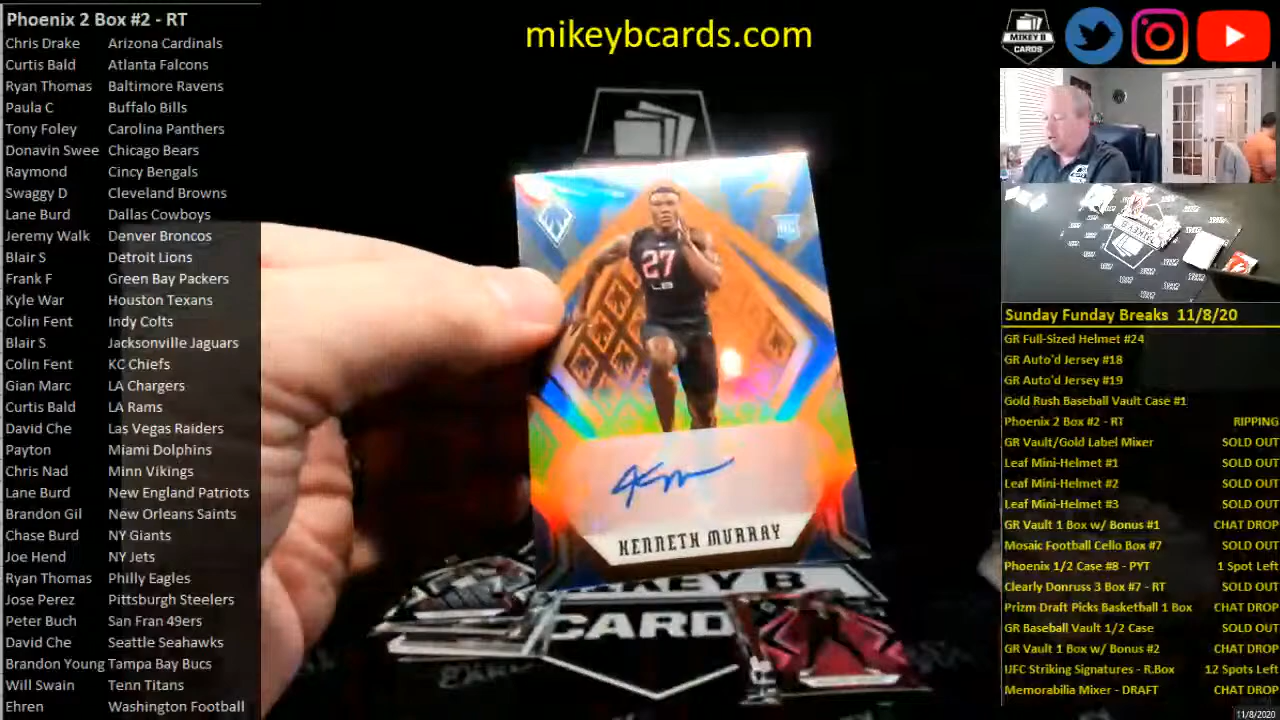 Phoenix 2 Box #2 - RT
Chris Drake Arizona Cardinals
Curtis Bald Atlanta Falcons
Ryan Thomas Baltimore Ravens
Paula C Buffalo Bills
Tony Foley Carolina Panthers
Donavin Swee Chicago Bears
Raymond Cincy Bengals
Swaggy D Cleveland Browns
Lane Burd Dallas Cowboys
Jeremy Walk Denver Broncos
Blair S Detroit Lions
Frank F Green Bay Packers
Kyle War Houston Texans
Colin Fent Indy Colts
Blair S Jacksonville Jaguars
Colin Fent KC Chiefs
Gian Marc LA Chargers
Curtis Bald LA Rams
David Che Las Vegas Raiders
Payton Miami Dolphins
Chris Nad Minn Vikings
Lane Burd New England Patriots
Brandon Gil New Orleans Saints
Chase Burd NY Giants
Joe Hend NY Jets
Ryan Thomas Philly Eagles
Jose Perez Pittsburgh Steelers
Peter Buch San Fran 49ers
David Che Seattle Seahawks
Brandon Young Tampa Bay Bucs
Will Swain Tenn Titans
Ehren Washington Football
mikeybcards.com
27
LB
KENNETH MURRAY
MIKEY B
CARD
MIKEY B
CARDS
Sunday Funday Breaks 11/8/20
GR Full-Sized Helmet #24
GR Auto'd Jersey #18
GR Auto'd Jersey #19
Gold Rush Baseball Vault Case #1
Phoenix 2 Box #2 - RT RIPPING
GR Vault/Gold Label Mixer SOLD OUT
Leaf Mini-Helmet #1 SOLD OUT
Leaf Mini-Helmet #2 SOLD OUT
Leaf Mini-Helmet #3 SOLD OUT
GR Vault 1 Box w/ Bonus #1 CHAT DROP
Mosaic Football Cello Box #7 SOLD OUT
Phoenix 1/2 Case #8 - PYT 1 Spot Left
Clearly Donruss 3 Box #7 - RT SOLD OUT
Prizm Draft Picks Basketball 1 Box CHAT DROP
GR Baseball Vault 1/2 Case SOLD OUT
GR Vault 1 Box w/ Bonus #2 CHAT DROP
UFC Striking Signatures - R.Box 12 Spots Left
Memorabilia Mixer - DRAFT CHAT DROP
11/8/2020